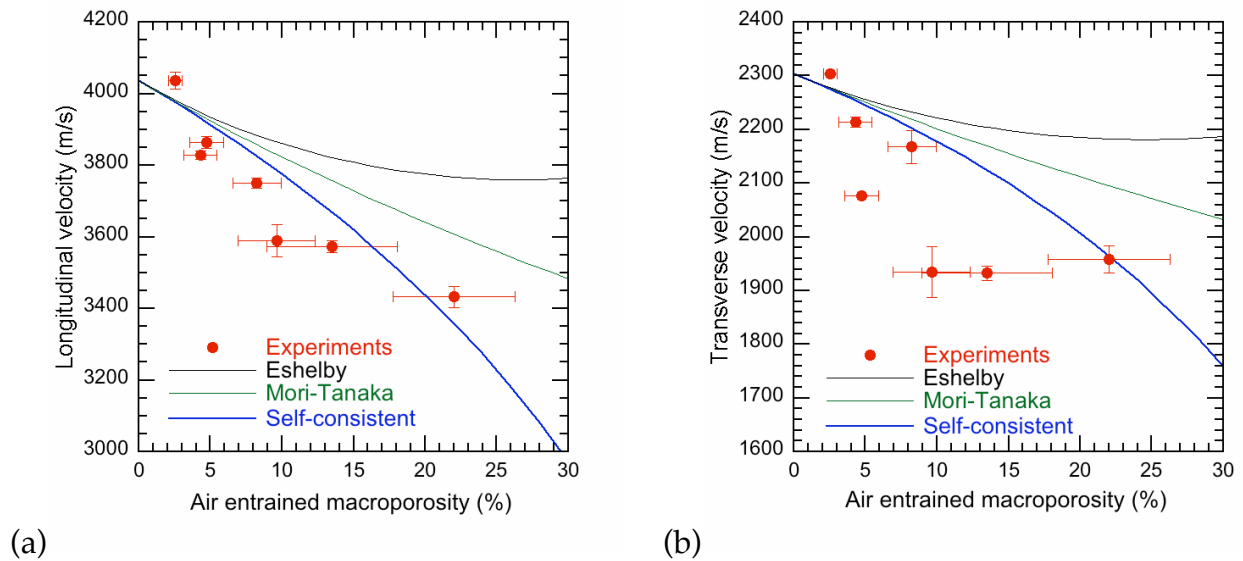 4200
4000
3800
3600
3400
3200
3000
Longitudinal velocity (m/s)
Experiments
Eshelby
Mori-Tanaka
Self-consistent
0 5 10 15 20 25 30
Air entrained macroporosity (%)
(a)
2400
2300
2200
2100
2000
1900
1800
1700
1600
Transverse velocity (m/s)
Experiments
Eshelby
Mori-Tanaka
Self-consistent
0 5 10 15 20 25 30
Air entrained macroporosity (%)
(b)